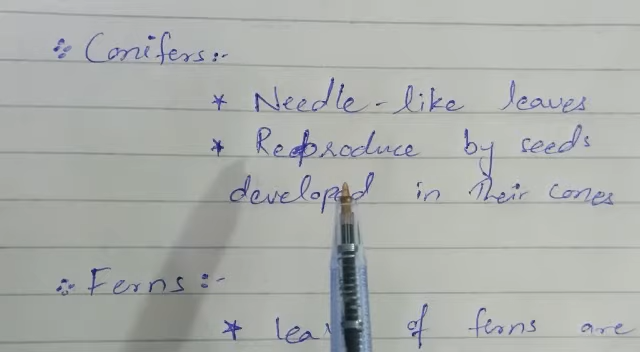 Conifers:-
* Needle-like leaves
* Reproduce by seeds
developed in their cones
Ferns:-
* of ferns are